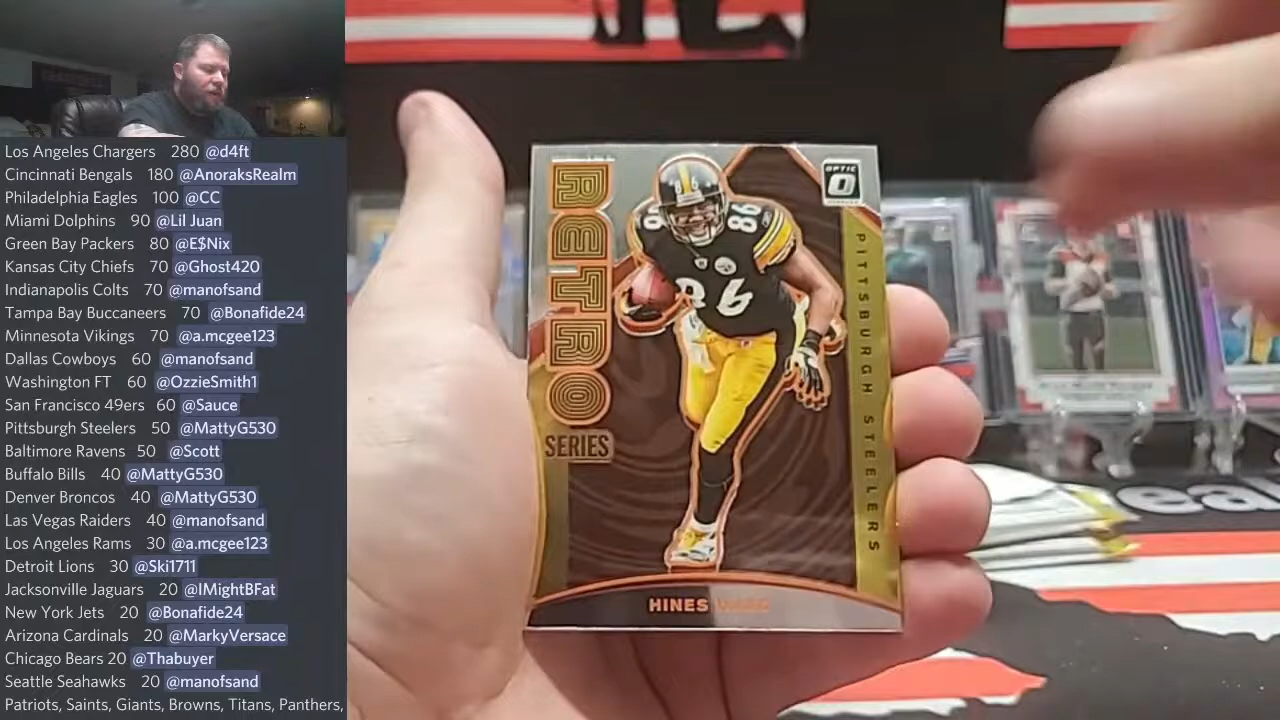 Los Angeles Chargers 280 @d4ft
Cincinnati Bengals 180 @AnoraksRealm
Philadelphia Eagles 100 @CC
Miami Dolphins 90 @Lil Juan
Green Bay Packers 80 @E$Nix
Kansas City Chiefs 70 @Ghost420
Indianapolis Colts 70 @manofsand
Tampa Bay Buccaneers 70 @Bonafide24
Minnesota Vikings 70 @a.mcgee123
Dallas Cowboys 60 @manofsand
Washington FT 60 @OzzieSmith1
San Francisco 49ers 60 @Sauce
Pittsburgh Steelers 50 @MattyG530
Baltimore Ravens 50 @Scott
Buffalo Bills 40 @MattyG530
Denver Broncos 40 @MattyG530
Las Vegas Raiders 40 @manofsand
Los Angeles Rams 30 @a.mcgee123
Detroit Lions 30 @Ski1711
Jacksonville Jaguars 20 @IMightBFat
New York Jets 20 @Bonafide24
Arizona Cardinals 20 @MarkyVersace
Chicago Bears 20 @Thabuyer
Seattle Seahawks 20 @manofsand
Patriots, Saints, Giants, Browns, Titans, Panthers,
RETRO
SERIES
OPTIC
86
86
86
PITTSBURGH STEELERS
HINES WARD